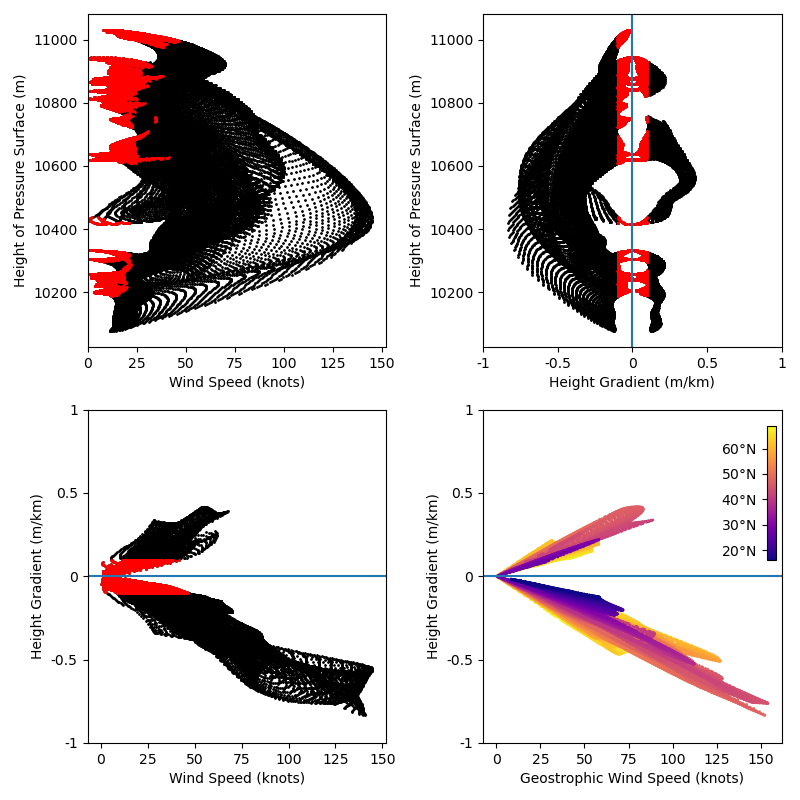 11000
10800
10600
10400
10200
Height of Pressure Surface (m)
0 25 50 75 100 125 150
Wind Speed (knots)
11000
10800
10600
10400
10200
Height of Pressure Surface (m)
-1 -0.5 0 0.5 1
Height Gradient (m/km)
1
0.5
0
-0.5
-1
Height Gradient (m/km)
0 25 50 75 100 125 150
Wind Speed (knots)
1
0.5
0
-0.5
-1
Height Gradient (m/km)
60°N
50°N
40°N
30°N
20°N
0 25 50 75 100 125 150
Geostrophic Wind Speed (knots)